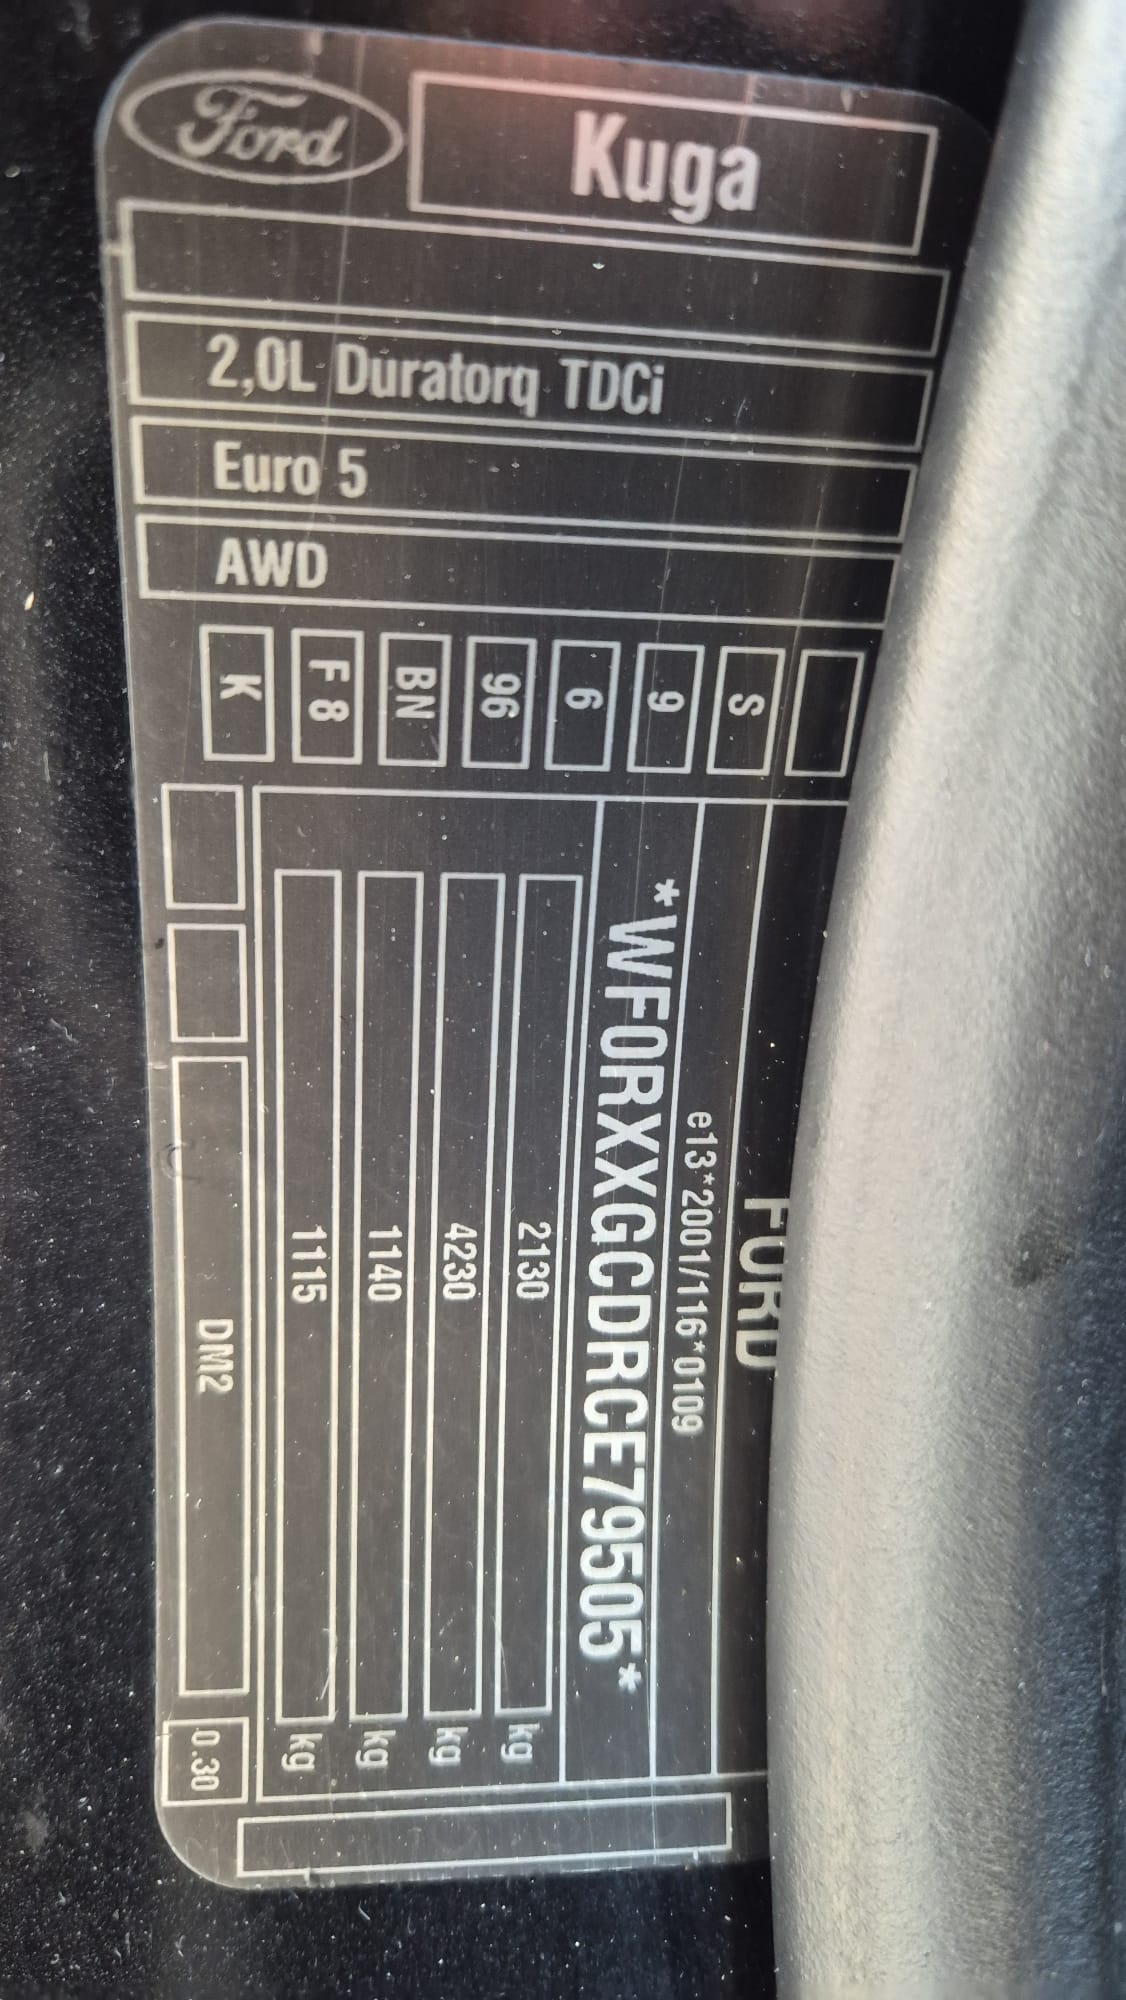 Ford
Kuga
2,0L Duratorq TDCi
Euro 5
AWD
K
F 8
BN
96
6
9
S
FORD
e13*2001/116*0109
*WF0RXXGCDRCE79505*
2130 kg
4230 kg
1140 kg
1115 kg
DM2
0.30